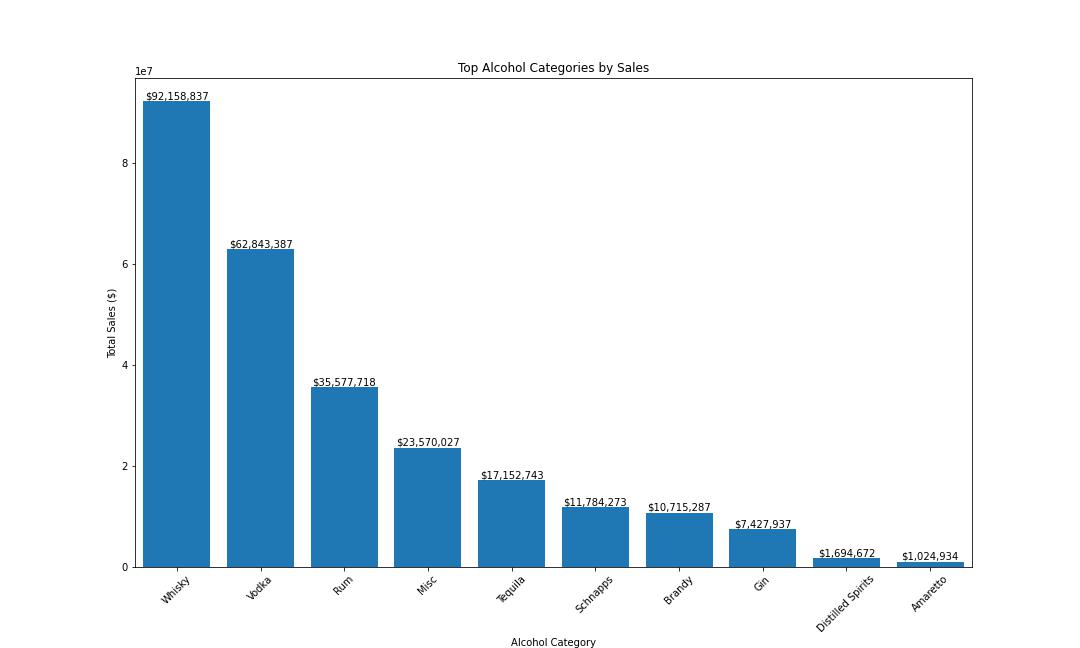 Top Alcohol Categories by Sales
1e7
$92,158,837
$62,843,387
$35,577,718
$23,570,027
$17,152,743
$11,784,273
$10,715,287
$7,427,937
$1,694,672
$1,024,934
8
6
4
2
0
Total Sales ($)
Whisky
Vodka
Rum
Misc
Tequila
Schnapps
Brandy
Gin
Distilled Spirits
Amaretto
Alcohol Category